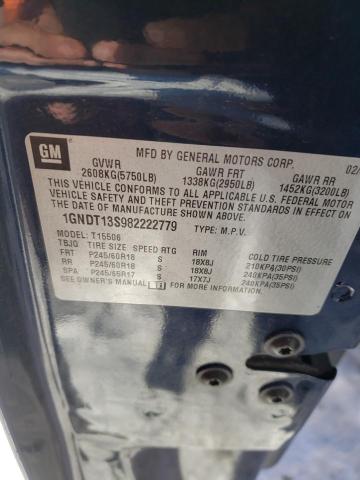 GM
MFD BY GENERAL MOTORS CORP. 02/
GVWR GAWR FRT GAWR RR
2608KG(5750LB) 1338KG(2950LB) 1452KG(3200LB)
THIS VEHICLE CONFORMS TO ALL APPLICABLE U.S. FEDERAL MOTOR
VEHICLE SAFETY AND THEFT PREVENTION STANDARDS IN EFFECT ON
THE DATE OF MANUFACTURE SHOWN ABOVE.
1GNDT13S982222779 TYPE: M.P.V.
MODEL: T15506
TBJQ TIRE SIZE SPEED RTG RIM COLD TIRE PRESSURE
FRT P245/60R18 S 18X8J 210KPA(30PSI)
RR P245/60R18 S 18X8J 240KPA(35PSI)
SPA P245/65R17 S 17X7J 240KPA(35PSI)
SEE OWNER'S MANUAL FOR MORE INFORMATION.